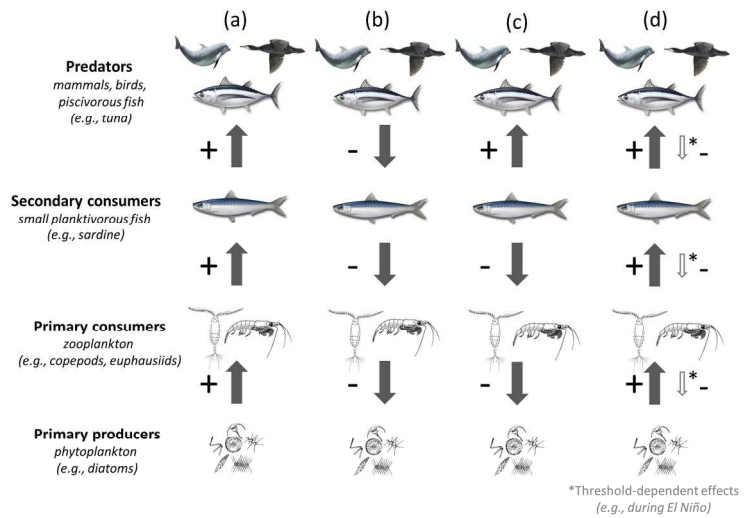 (a) (b) (c) (d)
Predators
mammals, birds,
piscivorous fish
(e.g., tuna)
+ - + + * -
Secondary consumers
small planktivorous fish
(e.g., sardine)
+ - - + * -
Primary consumers
zooplankton
(e.g., copepods, euphausiids)
+ - - + * -
Primary producers
phytoplankton
(e.g., diatoms)
*Threshold-dependent effects
(e.g., during El Niño)